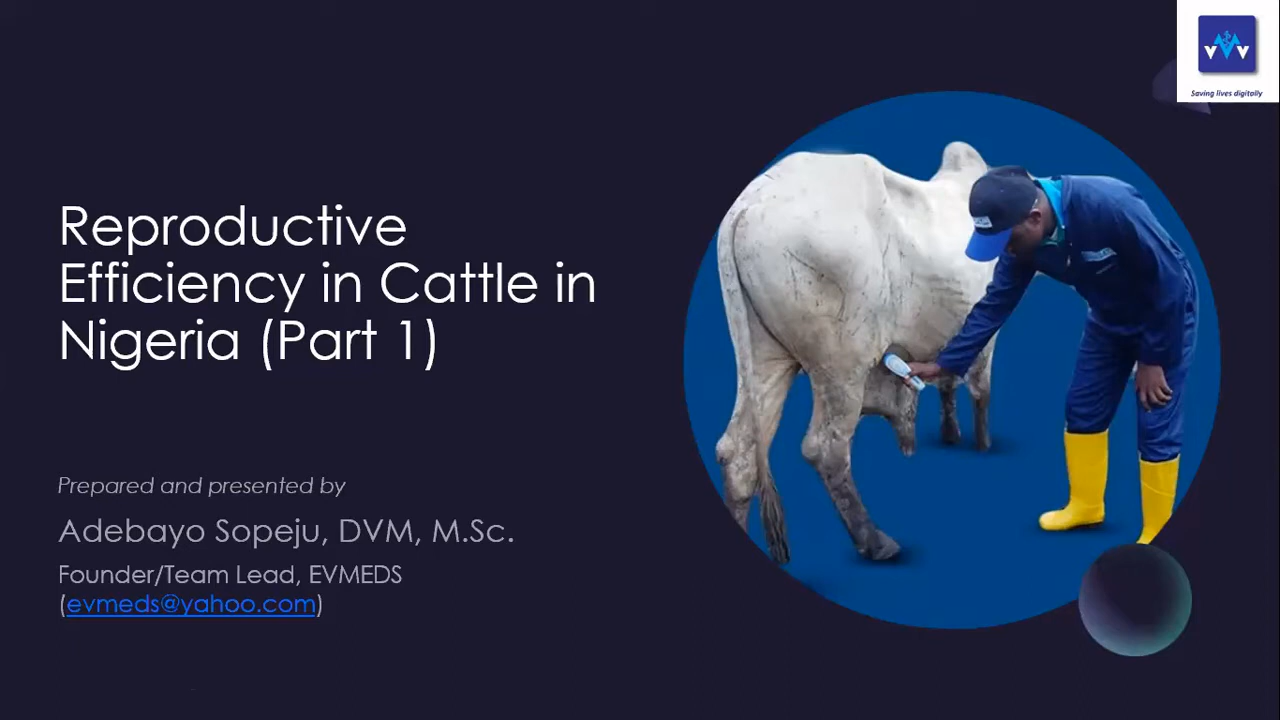 Reproductive
Efficiency in Cattle in
Nigeria (Part 1)
Prepared and presented by
Adebayo Sopeju, DVM, M.Sc.
Founder/Team Lead, EVMEDS
(evmeds@yahoo.com)
Saving lives digitally